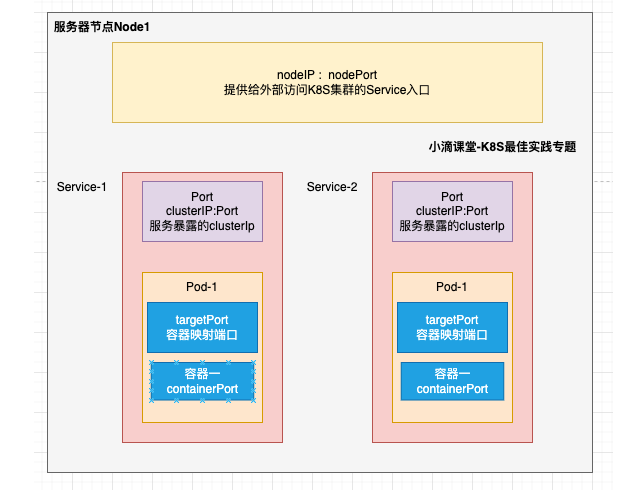 服务器节点Node1
nodeIP： nodePort
提供给外部访问K8S集群的Service入口
小滴课堂-K8S最佳实践专题
Service-1
Port
clusterIP:Port
服务暴露的clusterIp
Pod-1
targetPort
容器映射端口
容器一
containerPort
Service-2
Port
clusterIP:Port
服务暴露的clusterIp
Pod-1
targetPort
容器映射端口
容器一
containerPort